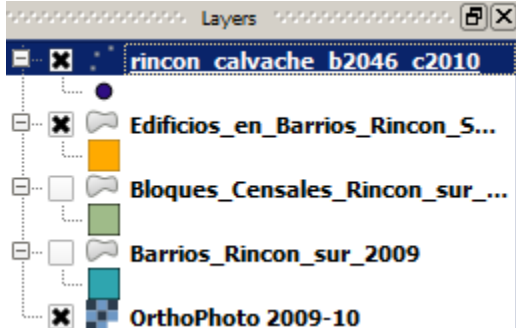 Layers
rincon_calvache_b2046_c2010
Edificios_en_Barrios_Rincon_S...
Bloques_Censales_Rincon_sur_...
Barrios_Rincon_sur_2009
OrthoPhoto 2009-10